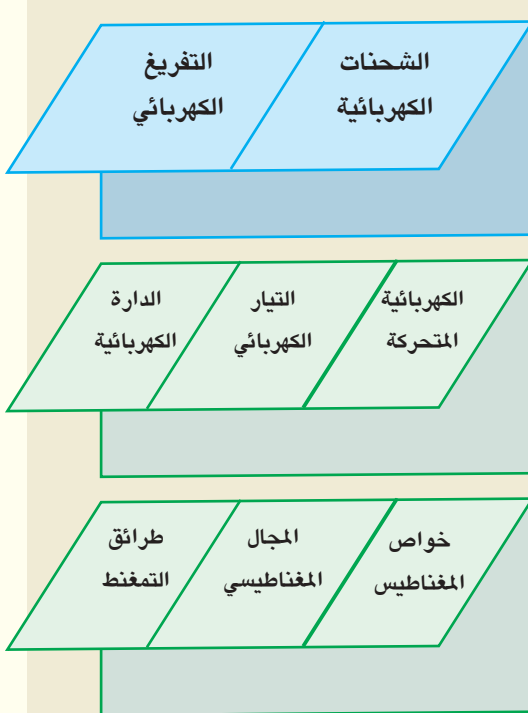 الشحنات
الكهربائية
التفريغ
الكهربائي
الكهربائية
المتحركة
التيار
الكهربائي
الدارة
الكهربائية
خواص
المغناطيس
المجال
المغناطيسي
طرائق
التمغنط